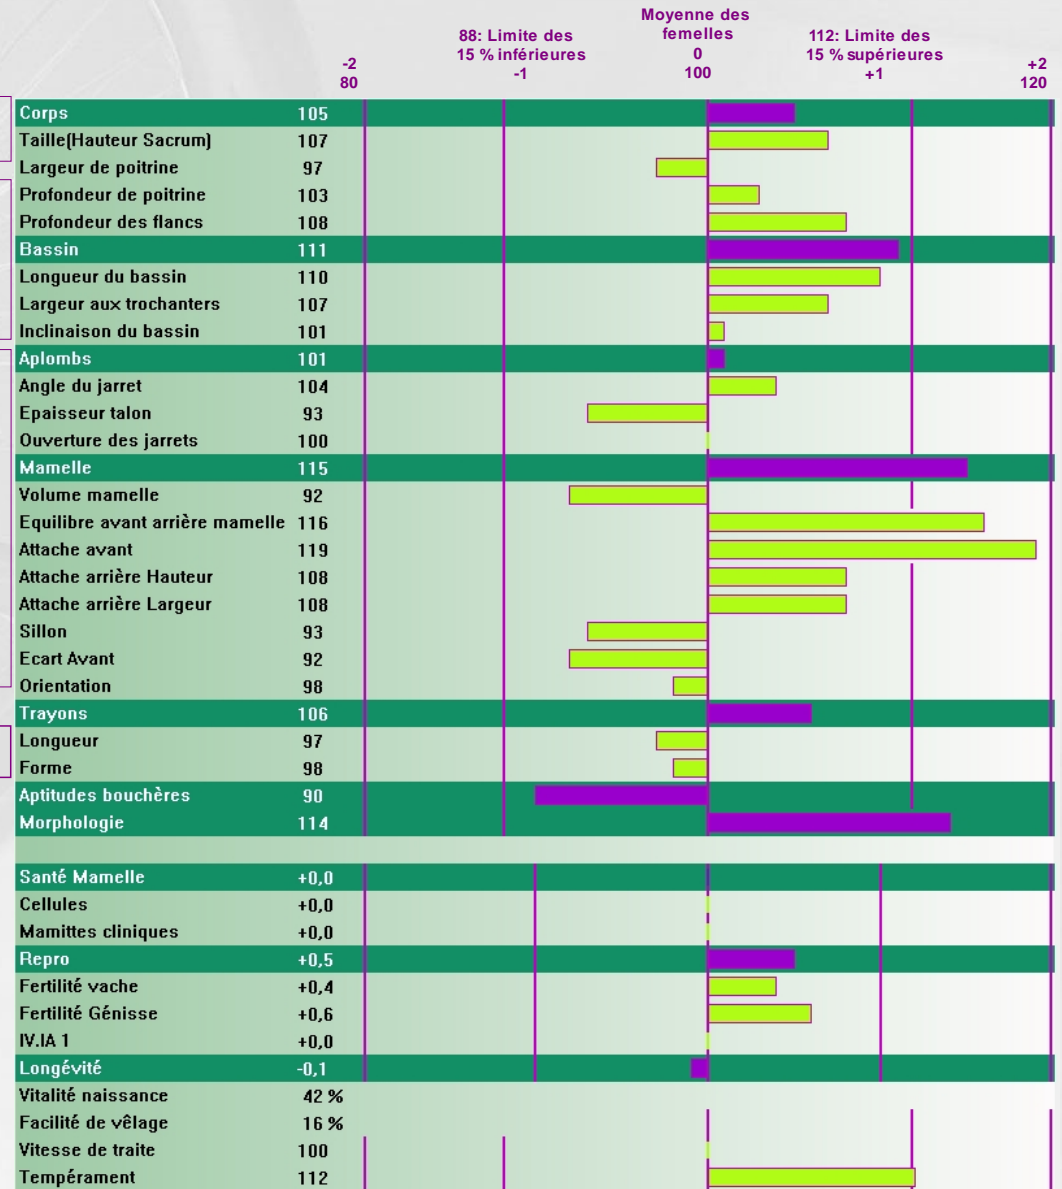 Moyenne des
femelles
0
100
88: Limite des
15 % inférieures
-1
112: Limite des
15 % supérieures
+1
-2
80
+2
120
Corps 105
Taille(Hauteur Sacrum) 107
Largeur de poitrine 97
Profondeur de poitrine 103
Profondeur des flancs 108
Bassin 111
Longueur du bassin 110
Largeur aux trochanters 107
Inclinaison du bassin 101
Aplombs 101
Angle du jarret 104
Epaisseur talon 93
Ouverture des jarrets 100
Mamelle 115
Volume mamelle 92
Equilibre avant arrière mamelle 116
Attache avant 119
Attache arrière Hauteur 108
Attache arrière Largeur 108
Sillon 93
Ecart Avant 92
Orientation 98
Trayons 106
Longueur 97
Forme 98
Aptitudes bouchères 90
Morphologie 114
Santé Mamelle +0,0
Cellules +0,0
Mamittes cliniques +0,0
Repro +0,5
Fertilité vache +0,4
Fertilité Génisse +0,6
IV.IA 1 +0,0
Longévité -0,1
Vitalité naissance 42 %
Facilité de vêlage 16 %
Vitesse de traite 100
Tempérament 112